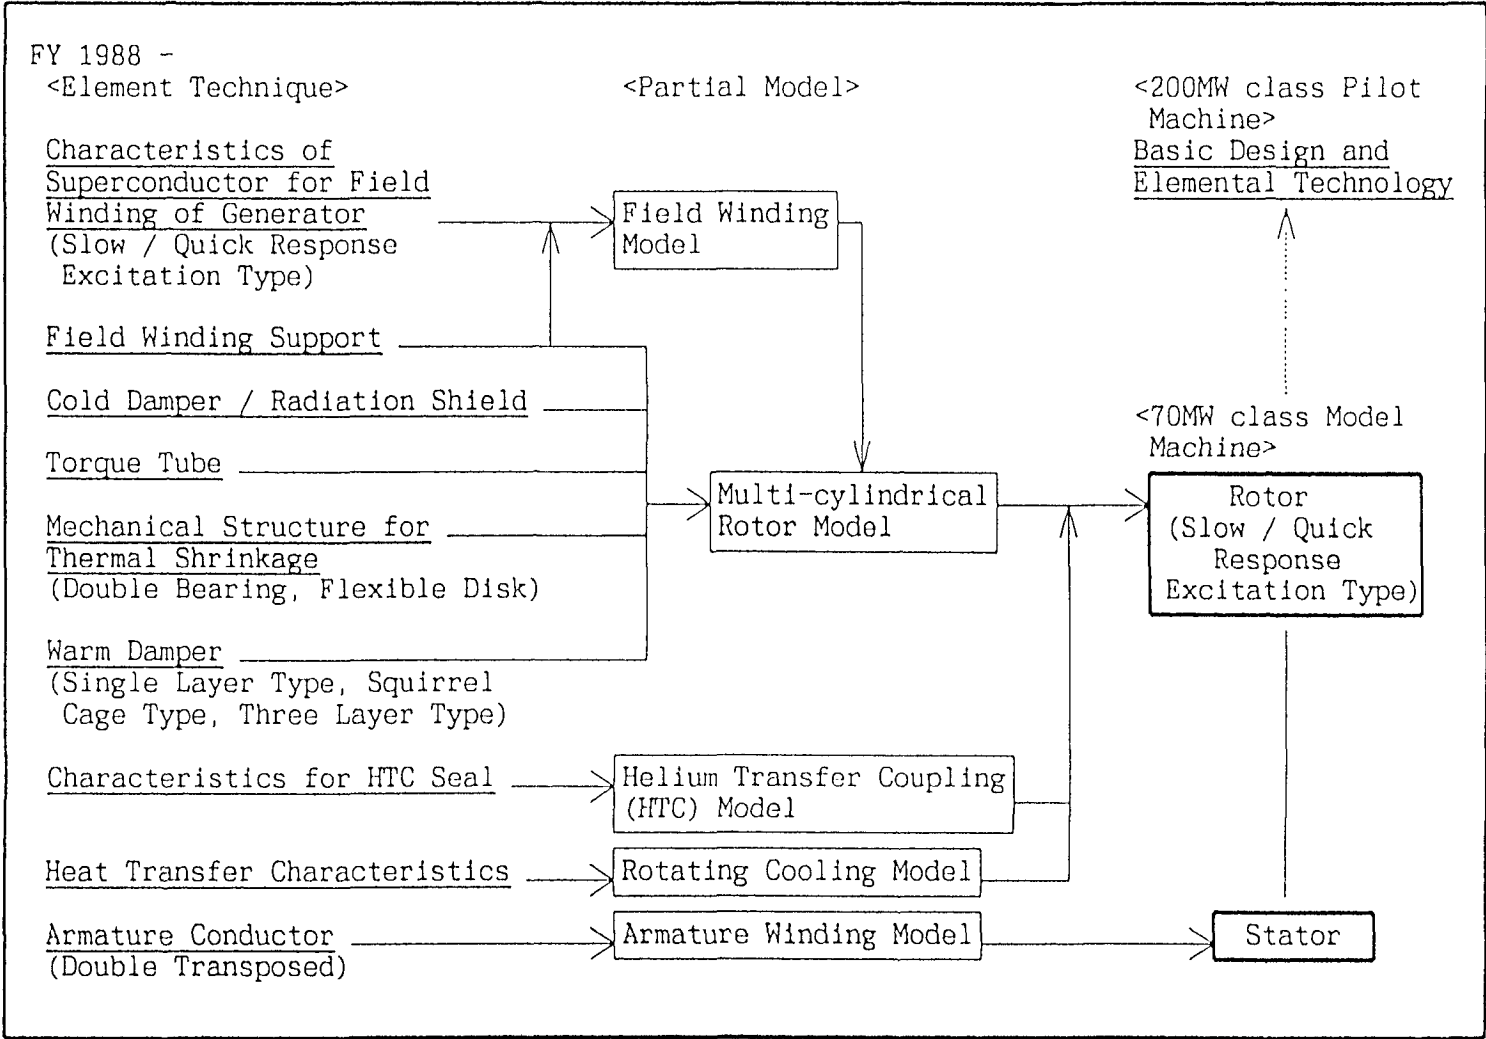 FY 1988 -
<Element Technique>
<Partial Model>
<200MW class Pilot
Machine>
Basic Design and
Elemental Technology
Characteristics of
Superconductor for Field
Winding of Generator
(Slow / Quick Response
Excitation Type)
Field Winding
Model
Field Winding Support
Cold Damper / Radiation Shield
<70MW class Model
Machine>
Torque Tube
Multi-cylindrical
Rotor Model
Rotor
(Slow / Quick
Response
Excitation Type)
Mechanical Structure for
Thermal Shrinkage
(Double Bearing, Flexible Disk)
Warm Damper
(Single Layer Type, Squirrel
Cage Type, Three Layer Type)
Characteristics for HTC Seal
Helium Transfer Coupling
(HTC) Model
Heat Transfer Characteristics
Rotating Cooling Model
Armature Conductor
(Double Transposed)
Armature Winding Model
Stator